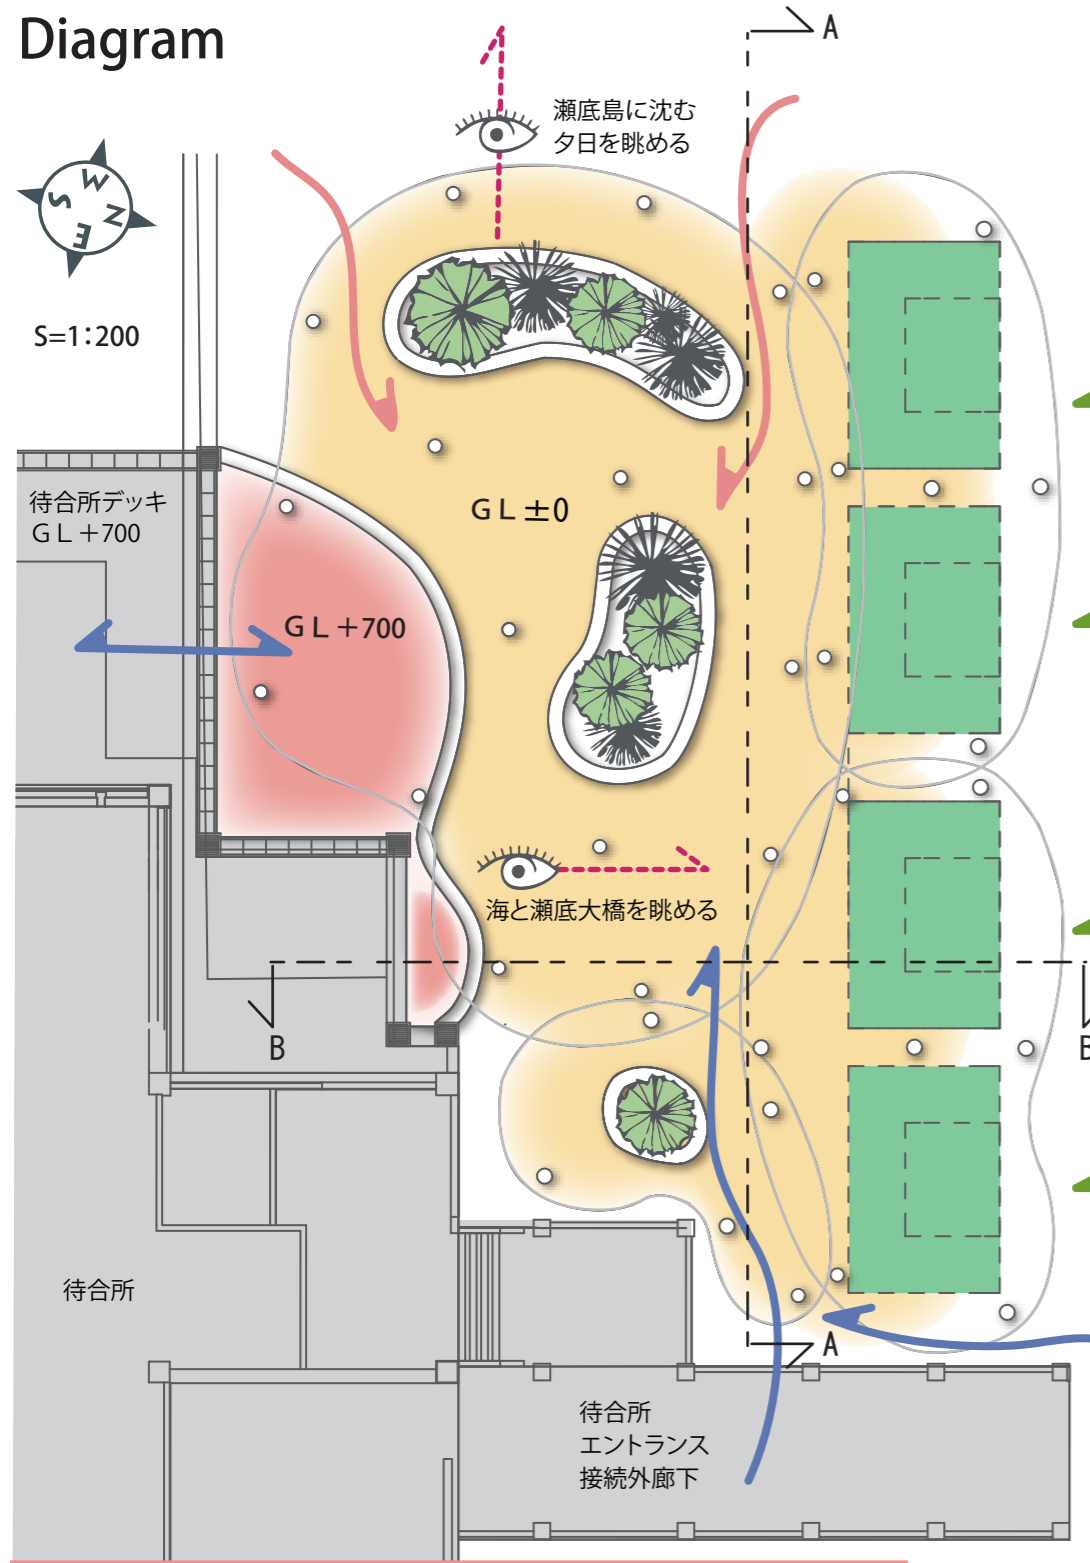 Diagram
A
瀬底島に沈む
夕日を眺める
W
S
N
E
S=1:200
待合所デッキ
GL+700
GL±0
GL+700
海と瀬底大橋を眺める
B
B
待合所
A
待合所
エントランス
接続外廊下